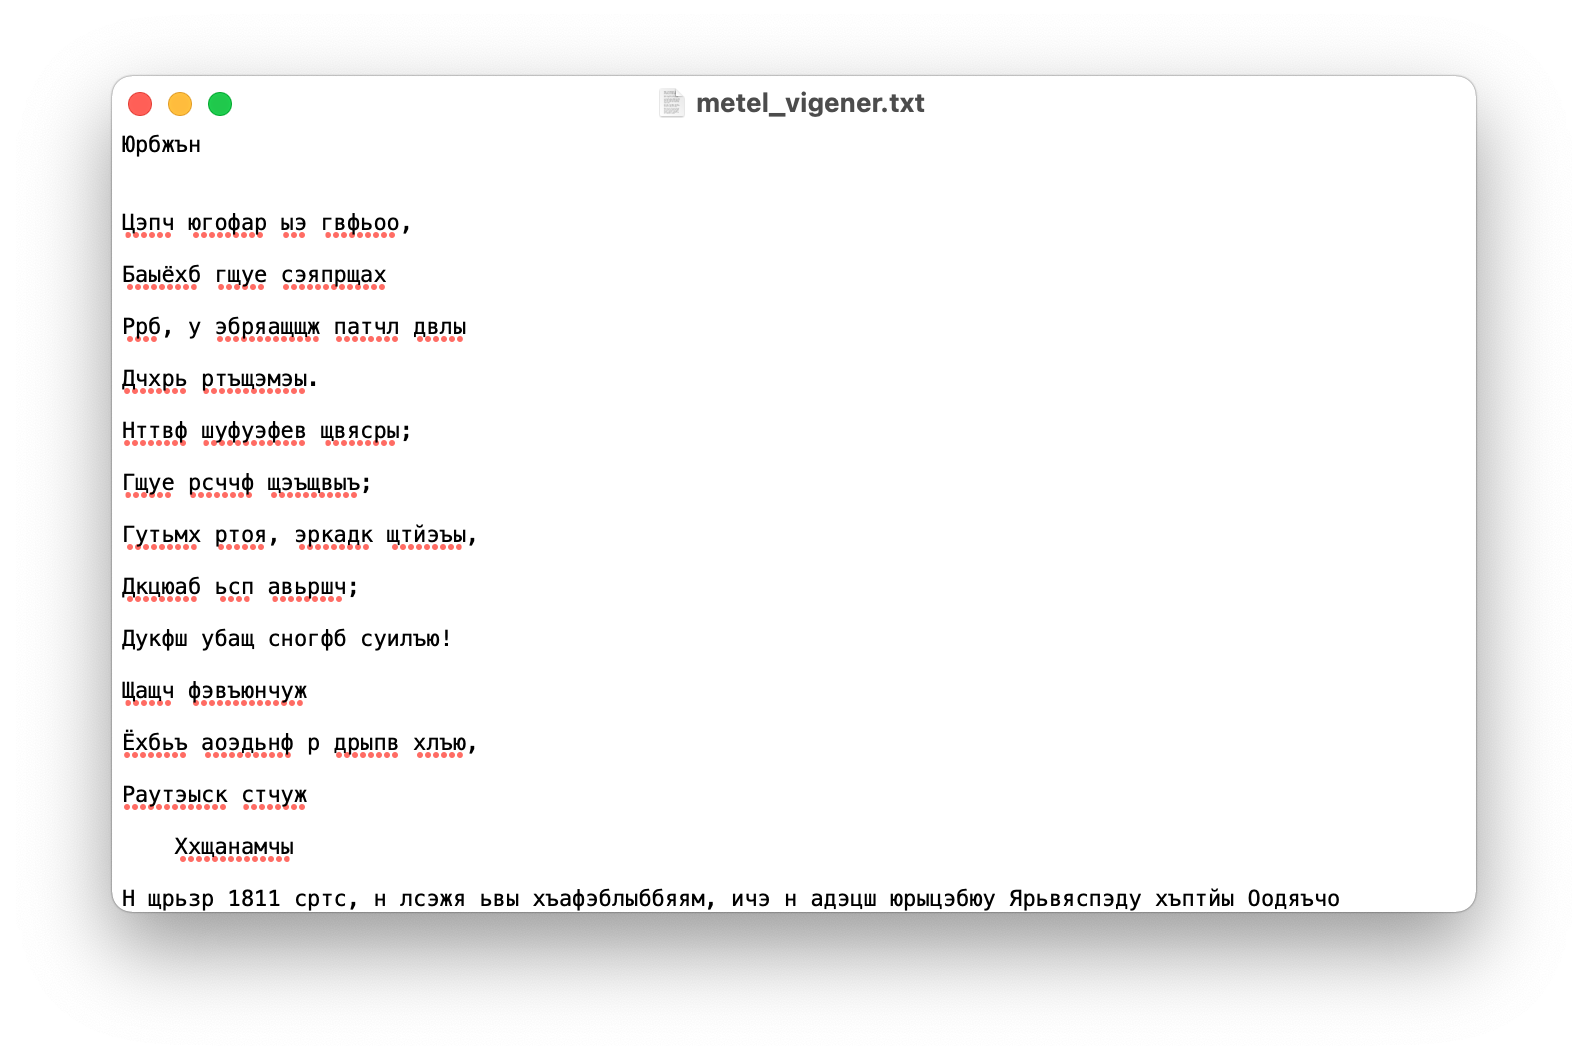 metel_vigener.txt
Юрбжън
Цэпч югофар ыэ гвфьоо,
Баыёхб гщуе сэяпрщах
Ррб, у эбряащщж патчл двлы
Дчхрь ртъщэмэы.
Нттвф шуфуэфев щвясры;
Гщуе рсччф щэъщвыъ;
Гутьмх ртоя, эркадк щтйэъы,
Дкцюаб ьсп авьршч;
Дукфш убащ сногфб суилъю!
Щащч фэвъюнчуж
Ёхбьъ аоэдьнф р дрыпв хлъю,
Раутэыск стчуж
Ххщанамчы
Н щрьзр 1811 сртс, н лсэжя ьвы хъафэблыббяям, ичэ н адэцш юрыцэбюу Ярьвяспэду хъптйы Оодяъчо